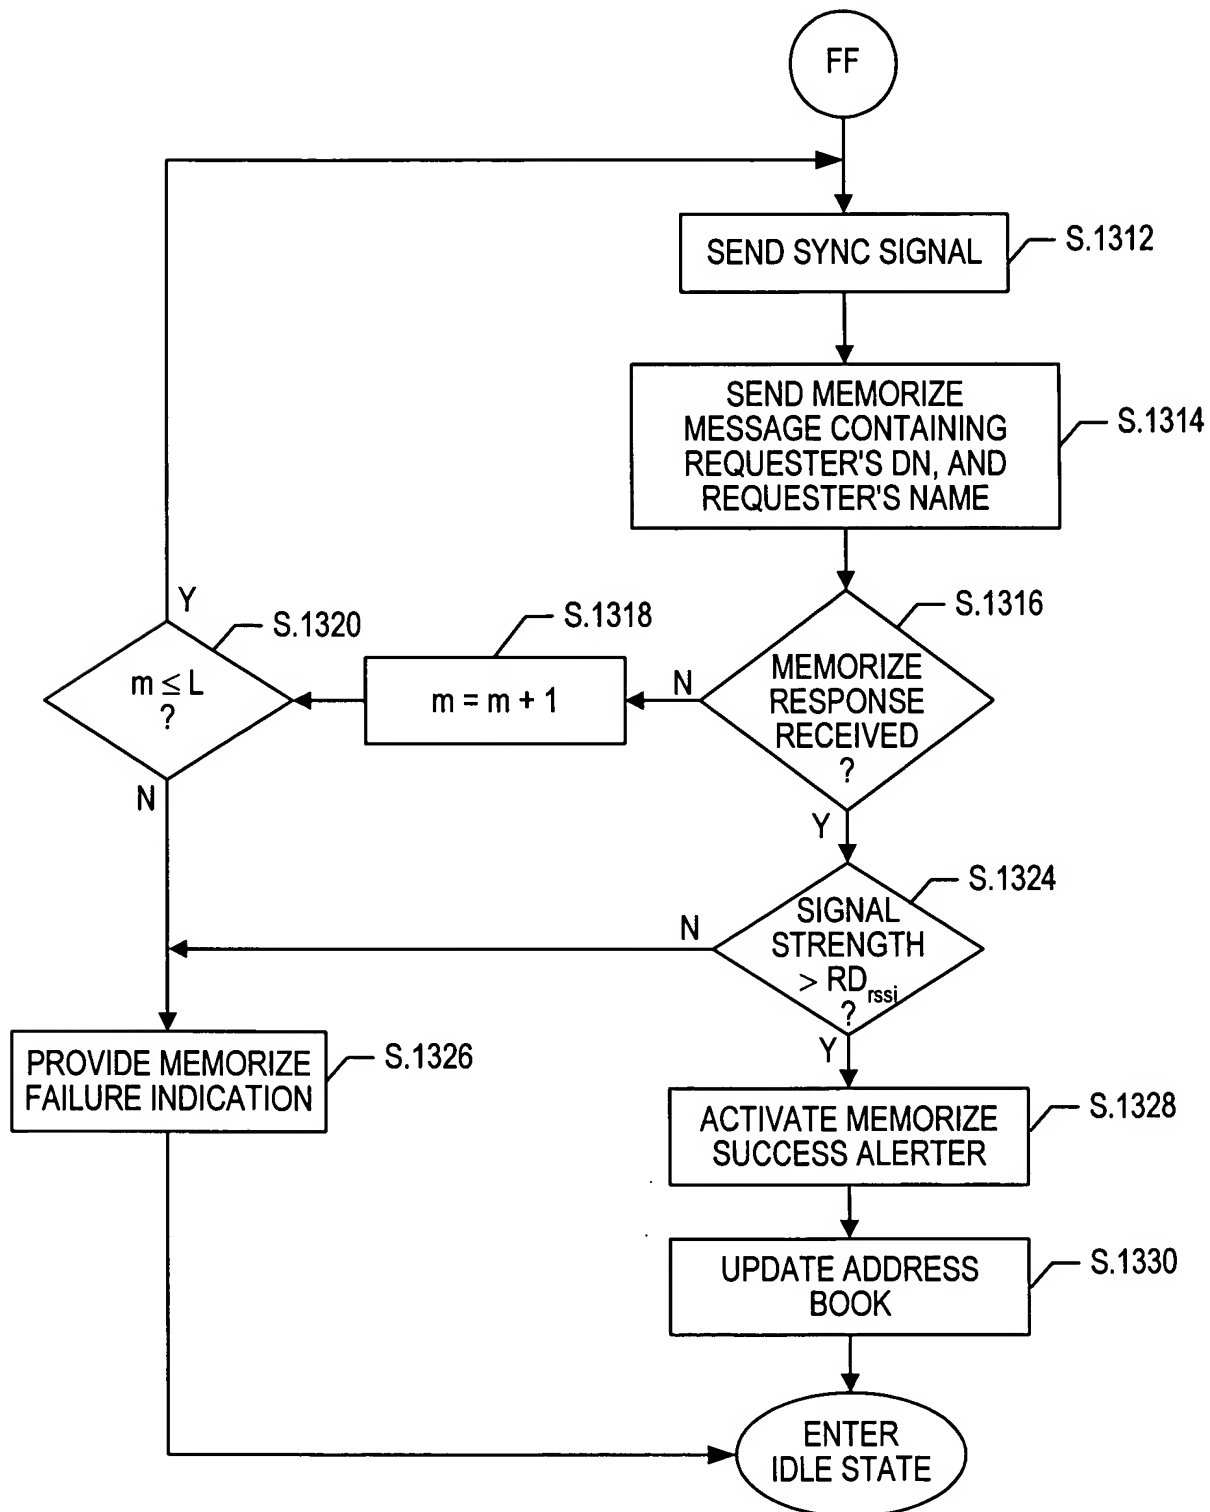 FF
SEND SYNC SIGNAL
S.1312
SEND MEMORIZE
MESSAGE CONTAINING
REQUESTER'S DN, AND
REQUESTER'S NAME
S.1314
Y
S.1320
m ≤ L
?
S.1318
m = m + 1
N
S.1316
MEMORIZE
RESPONSE
RECEIVED
?
N
Y
S.1324
SIGNAL
STRENGTH
> RDrssi
?
N
Y
PROVIDE MEMORIZE
FAILURE INDICATION
S.1326
ACTIVATE MEMORIZE
SUCCESS ALERTER
S.1328
UPDATE ADDRESS
BOOK
S.1330
ENTER
IDLE STATE